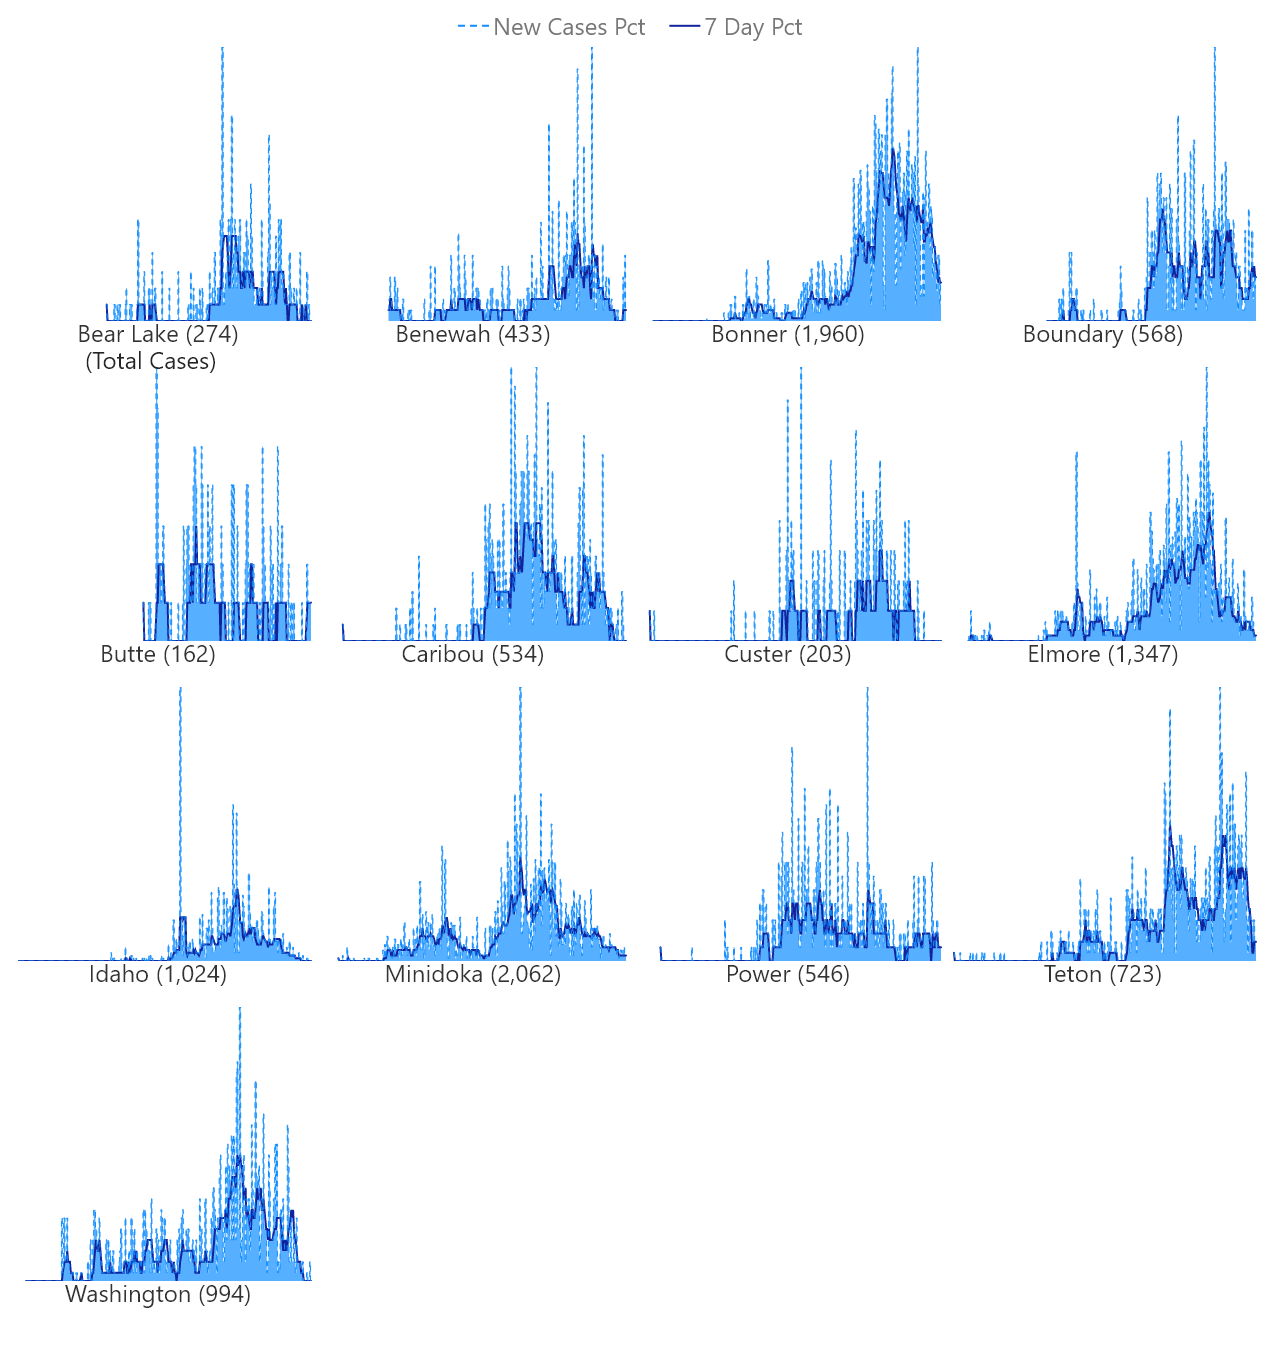 New Cases Pct 7 Day Pct
Bear Lake (274)
(Total Cases)
Benewah (433)
Bonner (1,960)
Boundary (568)
Butte (162)
Caribou (534)
Custer (203)
Elmore (1,347)
Idaho (1,024)
Minidoka (2,062)
Power (546)
Teton (723)
Washington (994)